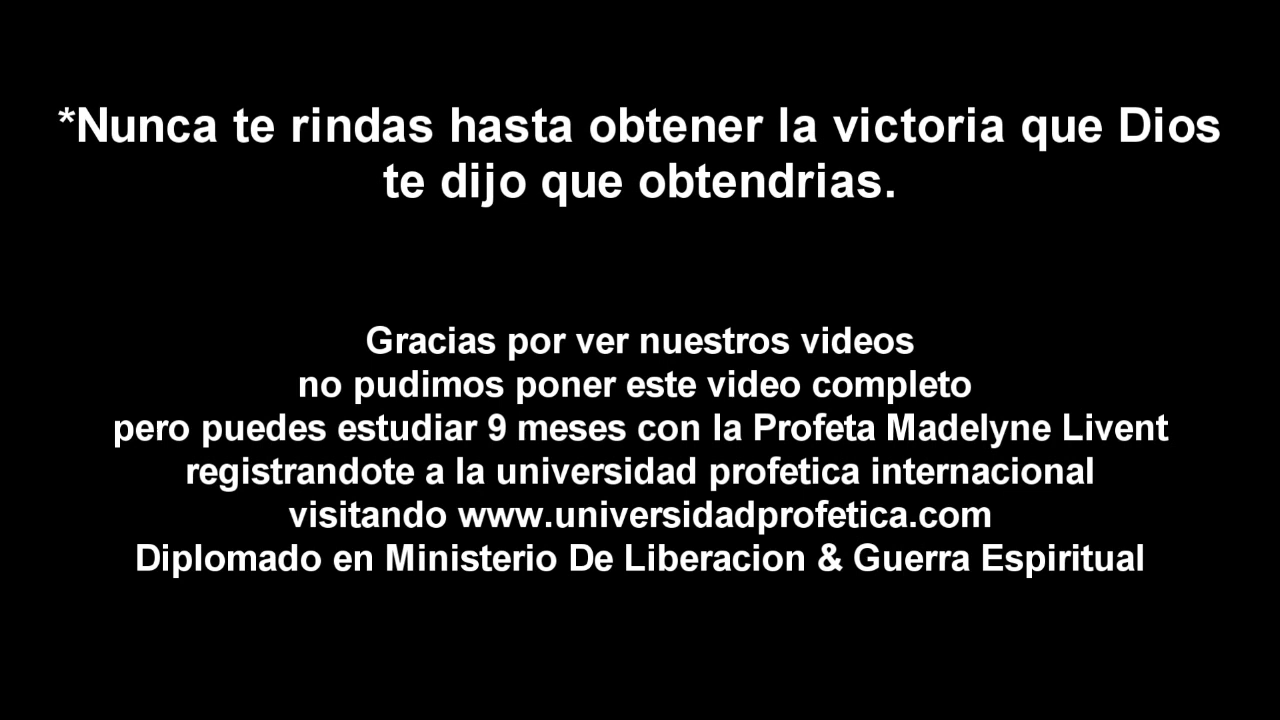 *Nunca te rindas hasta obtener la victoria que Dios
te dijo que obtendrias.
Gracias por ver nuestros videos
no pudimos poner este video completo
pero puedes estudiar 9 meses con la Profeta Madelyne Livent
registrandote a la universidad profetica internacional
visitando www.universidadprofetica.com
Diplomado en Ministerio De Liberacion & Guerra Espiritual